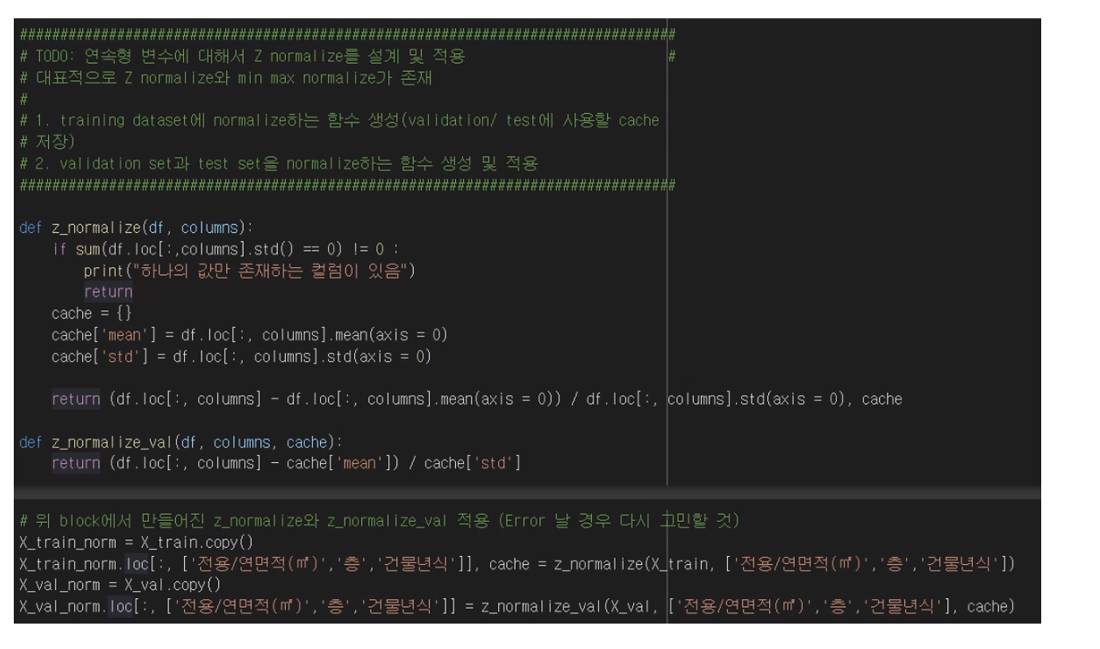 ################################################################################
# TODO: 연속형 변수에 대해서 Z normalize를 설계 및 적용 #
# 대표적으로 Z normalize와 min max normalize가 존재
#
# 1. training dataset에 normalize하는 함수 생성(validation/ test에 사용할 cache
# 저장)
# 2. validation set과 test set을 normalize하는 함수 생성 및 적용
################################################################################
def z_normalize(df, columns):
    if sum(df.loc[:,columns].std() == 0) != 0 :
        print("하나의 값만 존재하는 컬럼이 있음")
        return
    cache = {}
    cache['mean'] = df.loc[:, columns].mean(axis = 0)
    cache['std'] = df.loc[:, columns].std(axis = 0)
    return (df.loc[:, columns] - df.loc[:, columns].mean(axis = 0)) / df.loc[:, columns].std(axis = 0), cache
def z_normalize_val(df, columns, cache):
    return (df.loc[:, columns] - cache['mean']) / cache['std']
# 위 block에서 만들어진 z_normalize와 z_normalize_val 적용 (Error 날 경우 다시 고민할 것)
X_train_norm = X_train.copy()
X_train_norm.loc[:, ['전용/연면적(㎡)','층','건물년식']], cache = z_normalize(X_train, ['전용/연면적(㎡)','층','건물년식'])
X_val_norm = X_val.copy()
X_val_norm.loc[:, ['전용/연면적(㎡)','층','건물년식']] = z_normalize_val(X_val, ['전용/연면적(㎡)','층','건물년식'], cache)